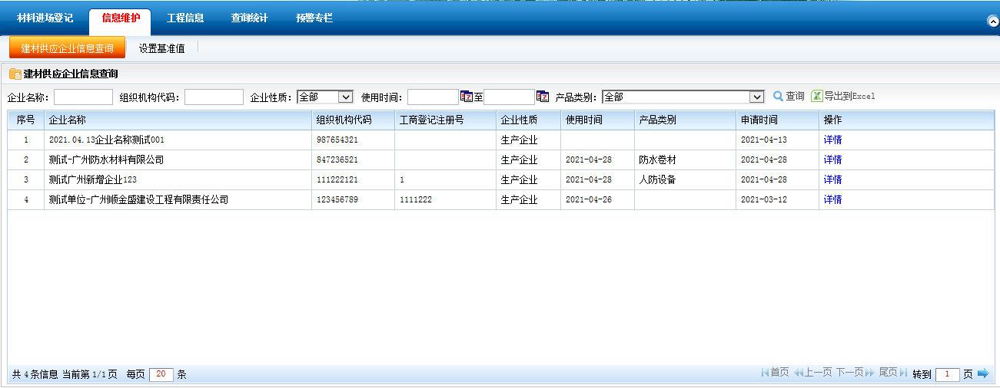 材料进场登记 信息维护 工程信息 查询统计 预警专栏
建材供应企业信息查询 设置基准值
建材供应企业信息查询
企业名称： 组织机构代码： 企业性质：全部 使用时间： 至 产品类别：全部 查询 导出到Excel
序号 企业名称 组织机构代码 工商登记注册号 企业性质 使用时间 产品类别 申请时间 操作
1 2021.04.13企业名称测试001 987654321 生产企业 2021-04-13 详情
2 测试-广州防水材料有限公司 847236521 生产企业 2021-04-28 防水卷材 2021-04-28 详情
3 测试广州新增企业123 111222121 1 生产企业 2021-04-28 人防设备 2021-04-28 详情
4 测试单位-广州顺金盛建设工程有限责任公司 123456789 1111222 生产企业 2021-04-26 2021-03-12 详情
共 4 条信息 当前第 1/1 页 每页 20 条 首页 上一页 下一页 尾页 转到 1 页